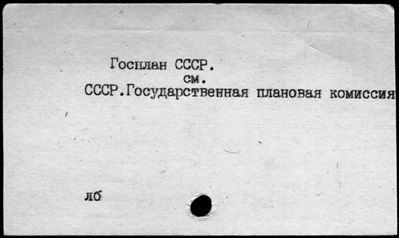 Госплан СССР.
см.
СССР.Государственная плановая комиссия
лб